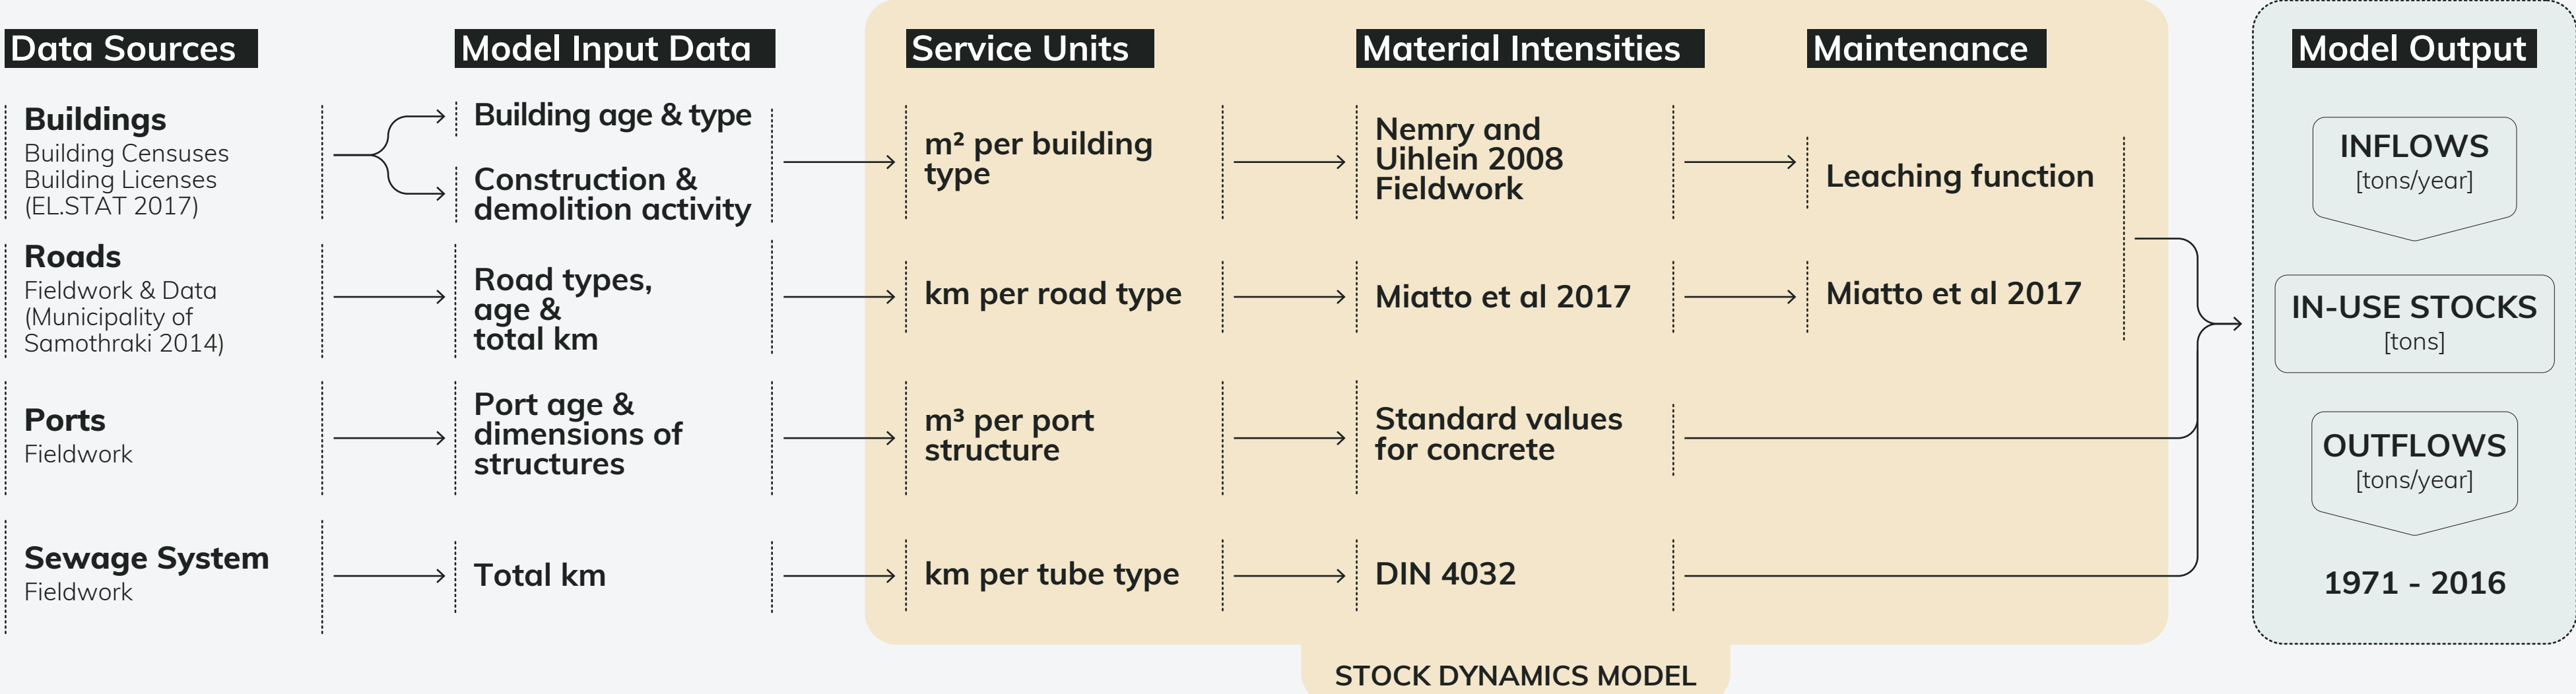 Data Sources
Buildings
Building Censuses
Building Licenses
(EL.STAT 2017)
Roads
Fieldwork & Data
(Municipality of
Samothraki 2014)
Ports
Fieldwork
Sewage System
Fieldwork
Model Input Data
Building age & type
Construction &
demolition activity
Road types,
age &
total km
Port age &
dimensions of
structures
Total km
Service Units
m² per building
type
km per road type
m³ per port
structure
km per tube type
Material Intensities
Nemry and
Uihlein 2008
Fieldwork
Miatto et al 2017
Standard values
for concrete
DIN 4032
Maintenance
Leaching function
Miatto et al 2017
STOCK DYNAMICS MODEL
Model Output
INFLOWS
[tons/year]
IN-USE STOCKS
[tons]
OUTFLOWS
[tons/year]
1971 - 2016